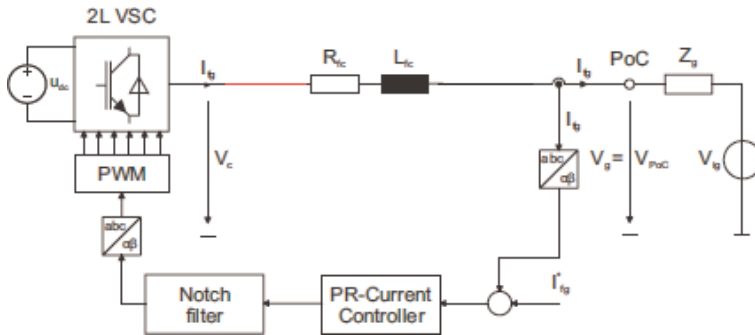 2L VSC
I_fg
R_fc
L_fc
I_fg
PoC
Z_g
u_dc
+
−
I_fg
V_c
abc
αβ
V_g = V_PoC
V_fg
PWM
abc
αβ
Notch
filter
PR-Current
Controller
I*_fg